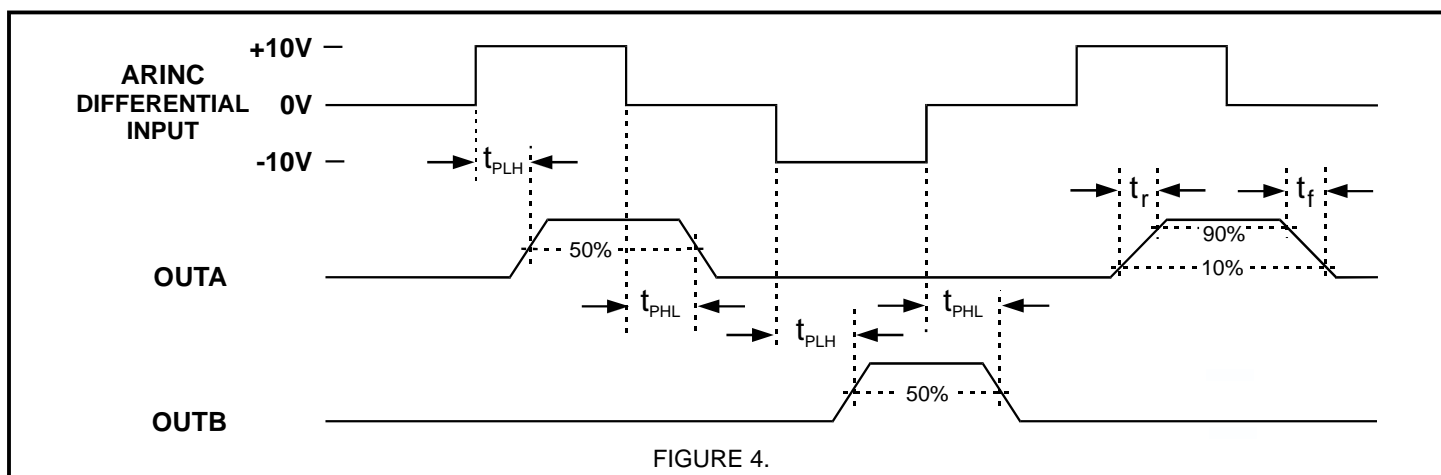 +10V
ARINC
DIFFERENTIAL
INPUT
0V
-10V
tPLH
tr
tf
OUTA
50%
90%
10%
tPHL
tPLH
tPHL
OUTB
50%
FIGURE 4.